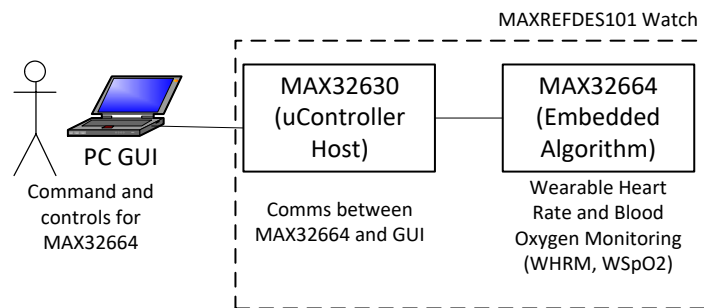 MAXREFDES101 Watch
MAX32630
(uController
Host)
MAX32664
(Embedded
Algorithm)
PC GUI
Command and
controls for
MAX32664
Comms between
MAX32664 and GUI
Wearable Heart
Rate and Blood
Oxygen Monitoring
(WHRM, WSpO2)